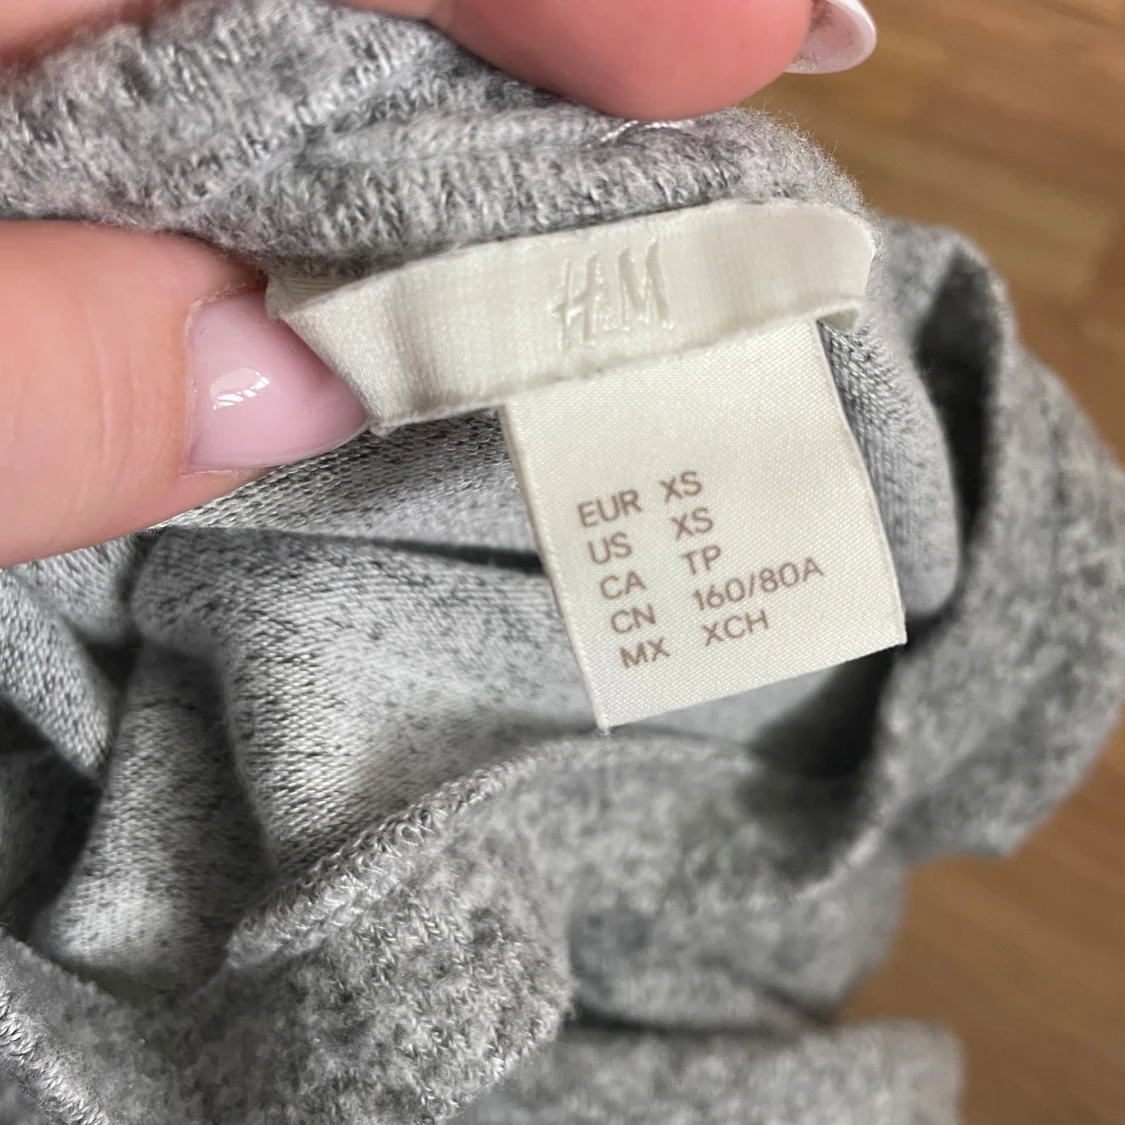 H&M
EUR XS
US XS
CA TP
CN 160/80A
MX XCH